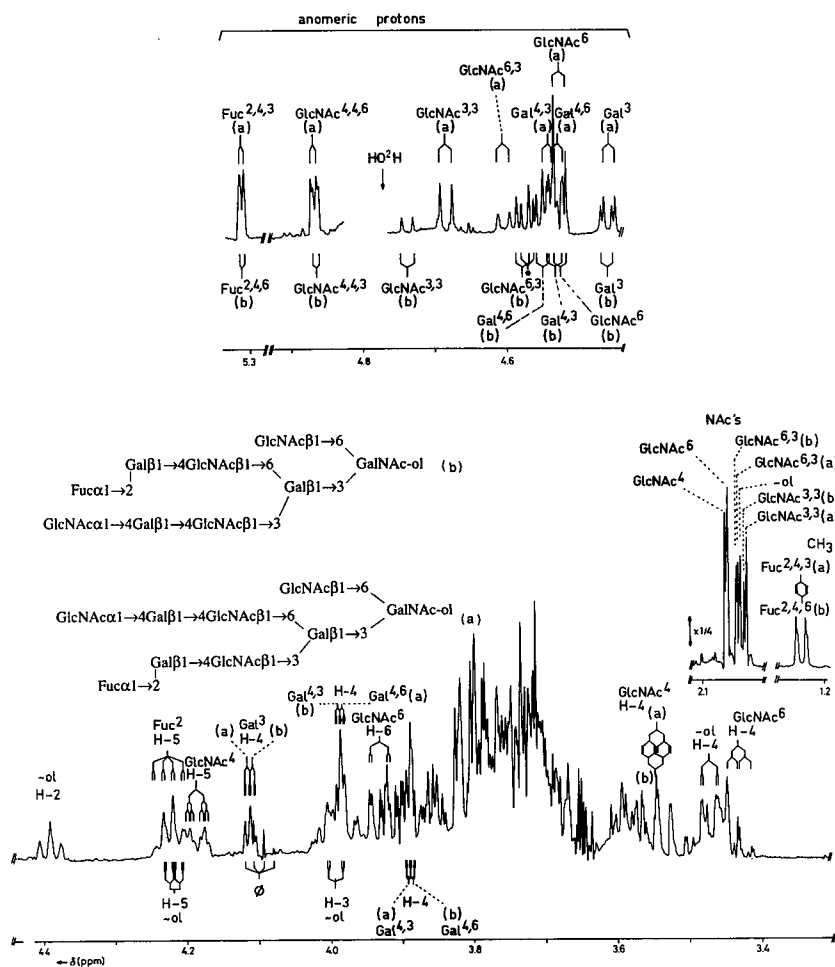 anomeric protons
GlcNAc6
(a)
GlcNAc6,3
(a)
Fuc2,4,3
(a)
GlcNAc4,4,6
(a)
GlcNAc3,3
(a)
Gal4,3
(a)
Gal4,6
(a)
Gal3
(a)
HO2H
Fuc2,4,6
(b)
GlcNAc4,4,3
(b)
GlcNAc3,3
(b)
GlcNAc6,3
(b)
*
Gal3
(b)
Gal4,6
(b)
Gal4,3
(b)
GlcNAc6
(b)
5.3
4.8
4.6
GlcNAcβ1→6
Galβ1→4GlcNAcβ1→6
GalNAc-ol (b)
Fucα1→2
Galβ1→3
GlcNAcα1→4Galβ1→4GlcNAcβ1→3
GlcNAcβ1→6
GlcNAcα1→4Galβ1→4GlcNAcβ1→6
GalNAc-ol (a)
Galβ1→3
Galβ1→4GlcNAcβ1→3
Fucα1→2
NAc's
GlcNAc6
GlcNAc6,3(b)
GlcNAc6,3(a)
GlcNAc4
~ol
GlcNAc3,3(b
GlcNAc3,3(a
CH3
Fuc2,4,3(a)
Fuc2,4,6(b)
x1/4
2.1
1.2
~ol
H-2
Fuc2
H-5
GlcNAc4
H-5
Gal3
(a) H-4 (b)
Gal4,3
(b)
H-4
Gal4,6(a)
GlcNAc6
H-6
GlcNAc4
H-4
(a)
(b)
~ol
H-4
GlcNAc6
H-4
H-5
~ol
φ
H-3
~ol
(a) H-4 (b)
Gal4,3 Gal4,6
4.4
4.2
4.0
3.8
3.6
3.4
← δ(ppm)